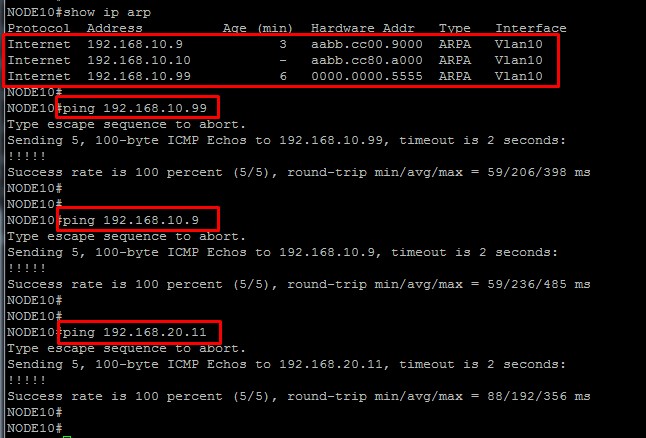 NODE10#show ip arp
Protocol  Address          Age (min)  Hardware Addr   Type   Interface
Internet  192.168.10.9            3   aabb.cc00.9000  ARPA   Vlan10
Internet  192.168.10.10           -   aabb.cc80.a000  ARPA   Vlan10
Internet  192.168.10.99           6   0000.0000.5555  ARPA   Vlan10
NODE10#
NODE10#ping 192.168.10.99
Type escape sequence to abort.
Sending 5, 100-byte ICMP Echos to 192.168.10.99, timeout is 2 seconds:
!!!!!
Success rate is 100 percent (5/5), round-trip min/avg/max = 59/206/398 ms
NODE10#
NODE10#
NODE10#ping 192.168.10.9
Type escape sequence to abort.
Sending 5, 100-byte ICMP Echos to 192.168.10.9, timeout is 2 seconds:
!!!!!
Success rate is 100 percent (5/5), round-trip min/avg/max = 59/236/485 ms
NODE10#
NODE10#
NODE10#ping 192.168.20.11
Type escape sequence to abort.
Sending 5, 100-byte ICMP Echos to 192.168.20.11, timeout is 2 seconds:
!!!!!
Success rate is 100 percent (5/5), round-trip min/avg/max = 88/192/356 ms
NODE10#
NODE10#